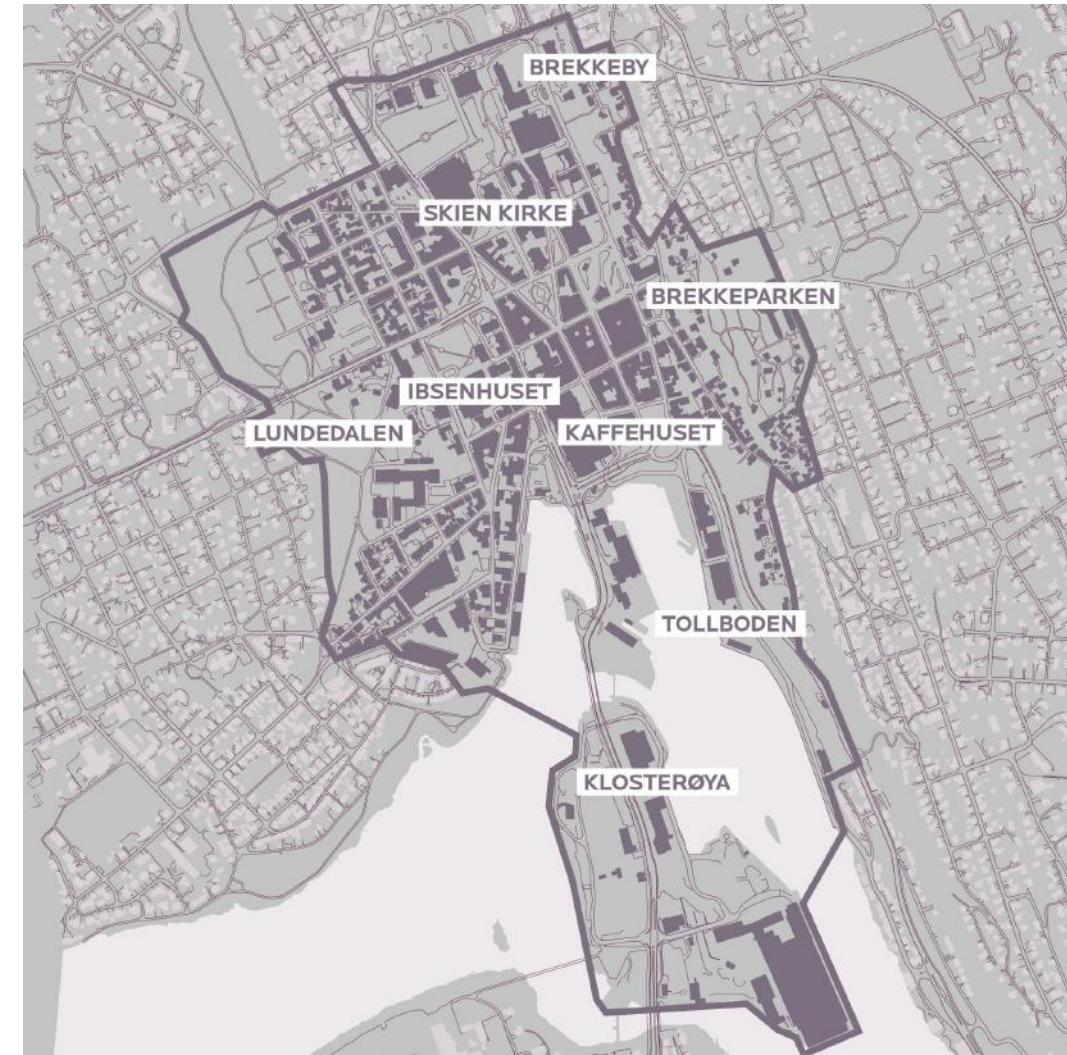 BREKKEBY
SKIEN KIRKE
BREKKEPARKEN
IBSENHUSET
LUNDEDALEN
KAFFEHUSET
TOLLBODEN
KLOSTERØYA